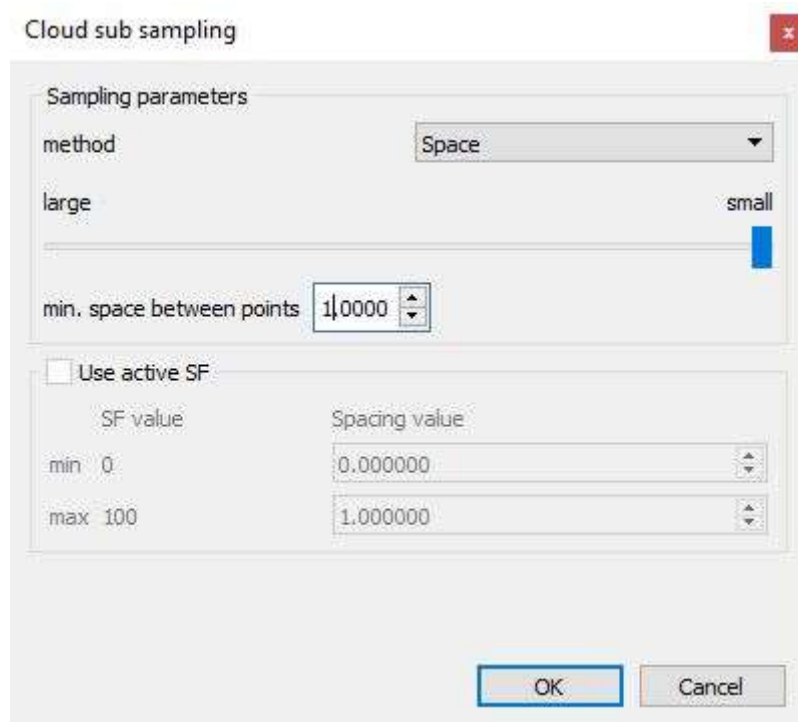 Cloud sub sampling
x
Sampling parameters
method Space
large small
min. space between points 1.0000
Use active SF
SF value Spacing value
min 0 0.000000
max 100 1.000000
OK Cancel